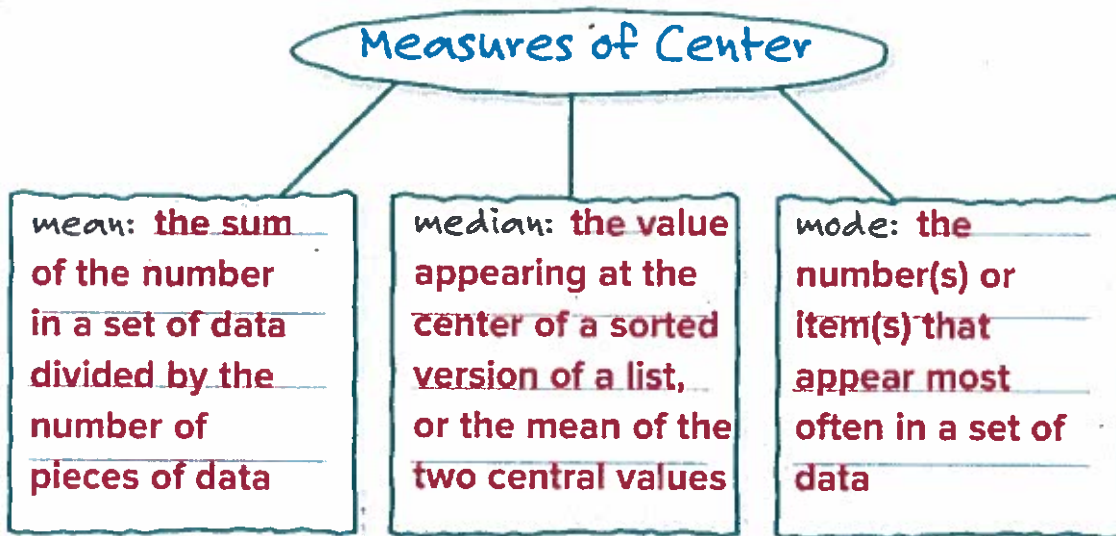 Measures of Center
mean: the sum
of the number
in a set of data
divided by the
number of
pieces of data
median: the value
appearing at the
center of a sorted
version of a list,
or the mean of the
two central values
mode: the
number(s) or
item(s) that
appear most
often in a set of
data